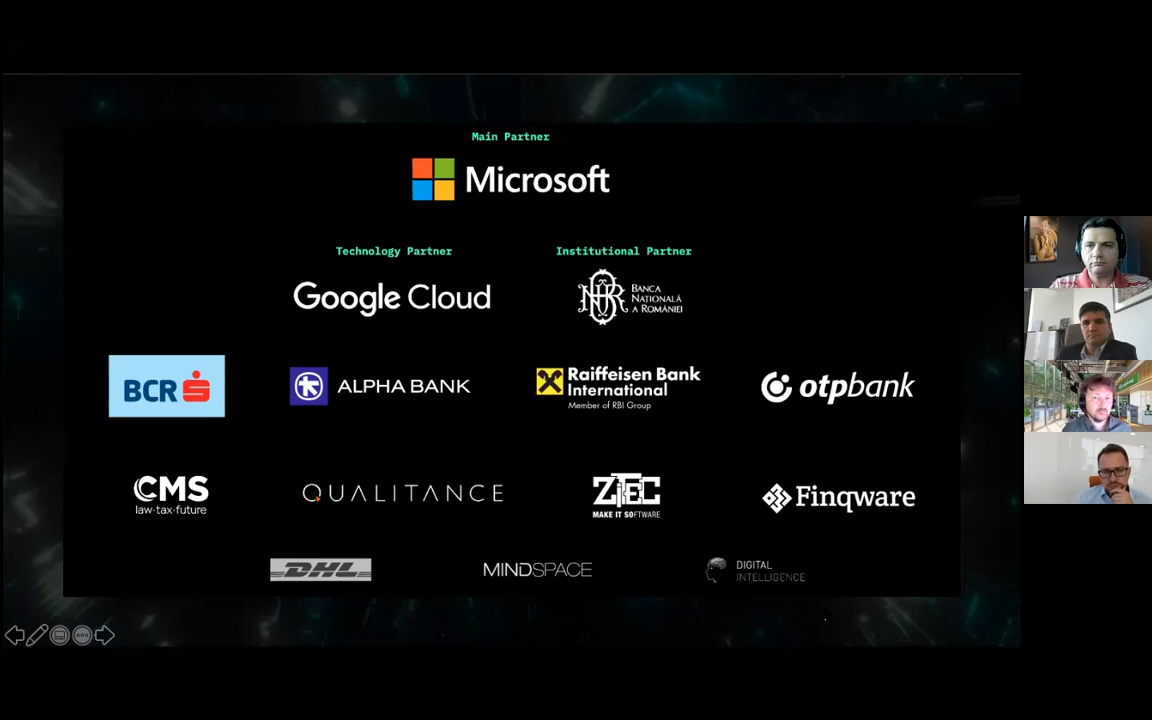 Main Partner
Microsoft
Technology Partner
Institutional Partner
Google Cloud
BNR
BANCA
NAȚIONALĂ
A ROMÂNIEI
BCR
ALPHA BANK
Raiffeisen Bank
International
Member of RBI Group
otpbank
CMS
law·tax·future
QUALITANCE
ZITEC
MAKE IT SOFTWARE
Finqware
DHL
MINDSPACE
DIGITAL
INTELLIGENCE